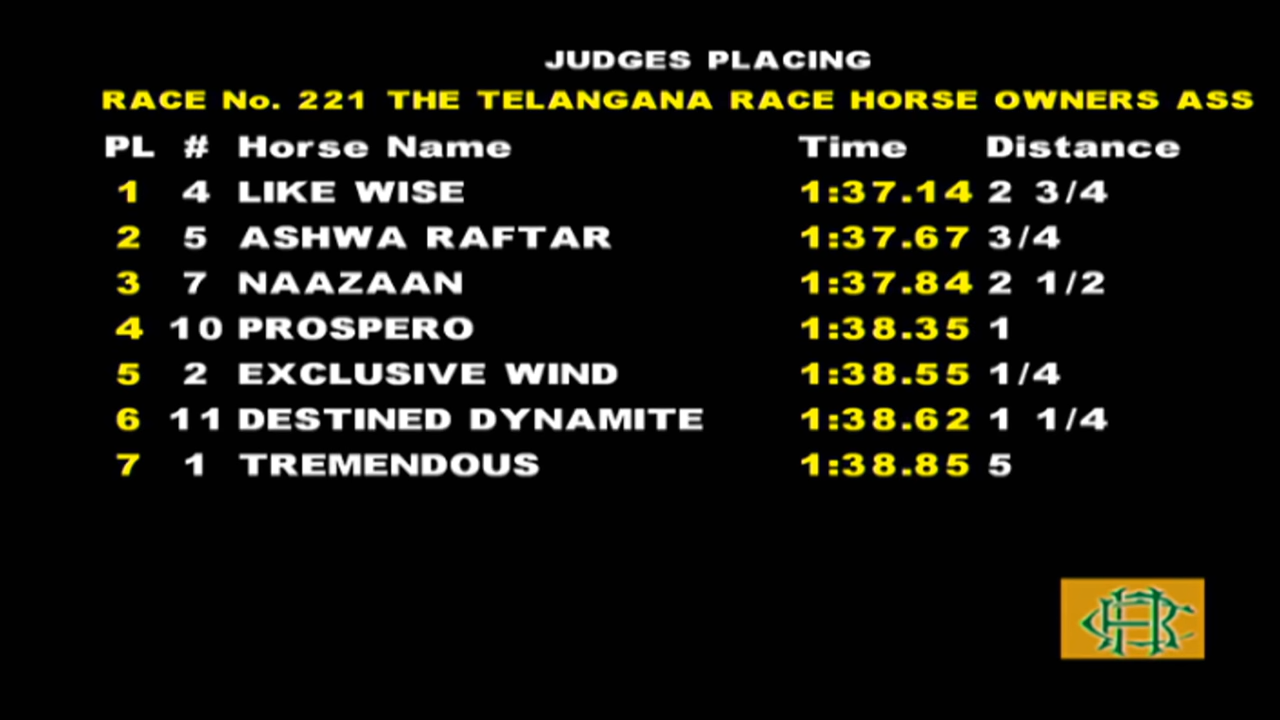 JUDGES PLACING
RACE No. 221 THE TELANGANA RACE HORSE OWNERS ASS
PL # Horse Name Time Distance
1 4 LIKE WISE 1:37.14 2 3/4
2 5 ASHWA RAFTAR 1:37.67 3/4
3 7 NAAZAAN 1:37.84 2 1/2
4 10 PROSPERO 1:38.35 1
5 2 EXCLUSIVE WIND 1:38.55 1/4
6 11 DESTINED DYNAMITE 1:38.62 1 1/4
7 1 TREMENDOUS 1:38.85 5